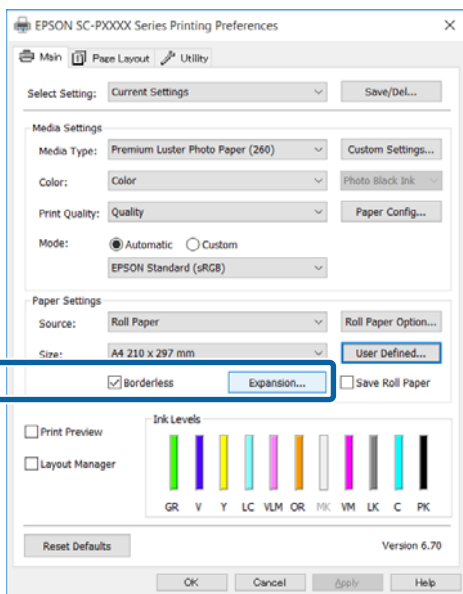 EPSON SC-PXXXX Series Printing Preferences
Main Page Layout Utility
Select Setting: Current Settings Save/Del...
Media Settings
Media Type: Premium Luster Photo Paper (260) Custom Settings...
Color: Color Photo Black Ink
Print Quality: Quality Paper Config...
Mode: Automatic Custom
EPSON Standard (sRGB)
Paper Settings
Source: Roll Paper Roll Paper Option...
Size: A4 210 x 297 mm User Defined...
Borderless Expansion... Save Roll Paper
Print Preview
Layout Manager
Ink Levels
GR V Y LC VLM OR MK VM LK C PK
Reset Defaults Version 6.70
OK Cancel Apply Help